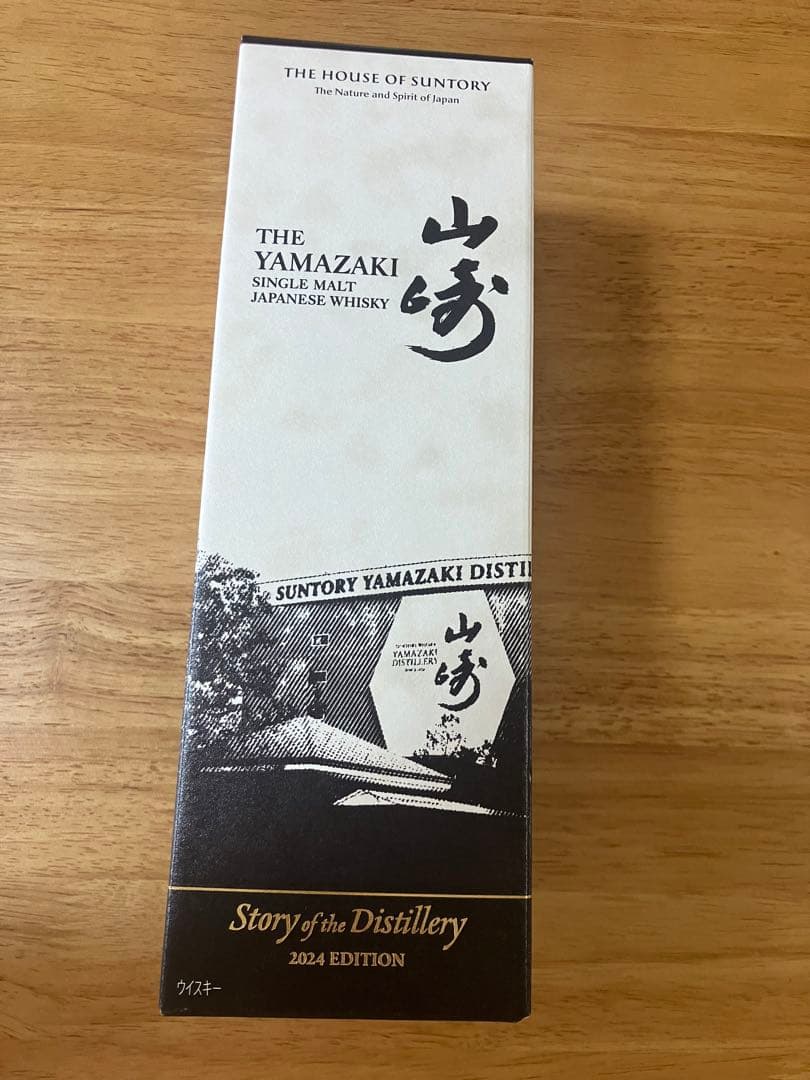 THE HOUSE OF SUNTORY
The Nature and Spirit of Japan
山崎
THE
YAMAZAKI
SINGLE MALT
JAPANESE WHISKY
SUNTORY YAMAZAKI DISTI
山崎
YAMAZAKI
DISTILLERY
Story of the Distillery
2024 EDITION
ウイスキー